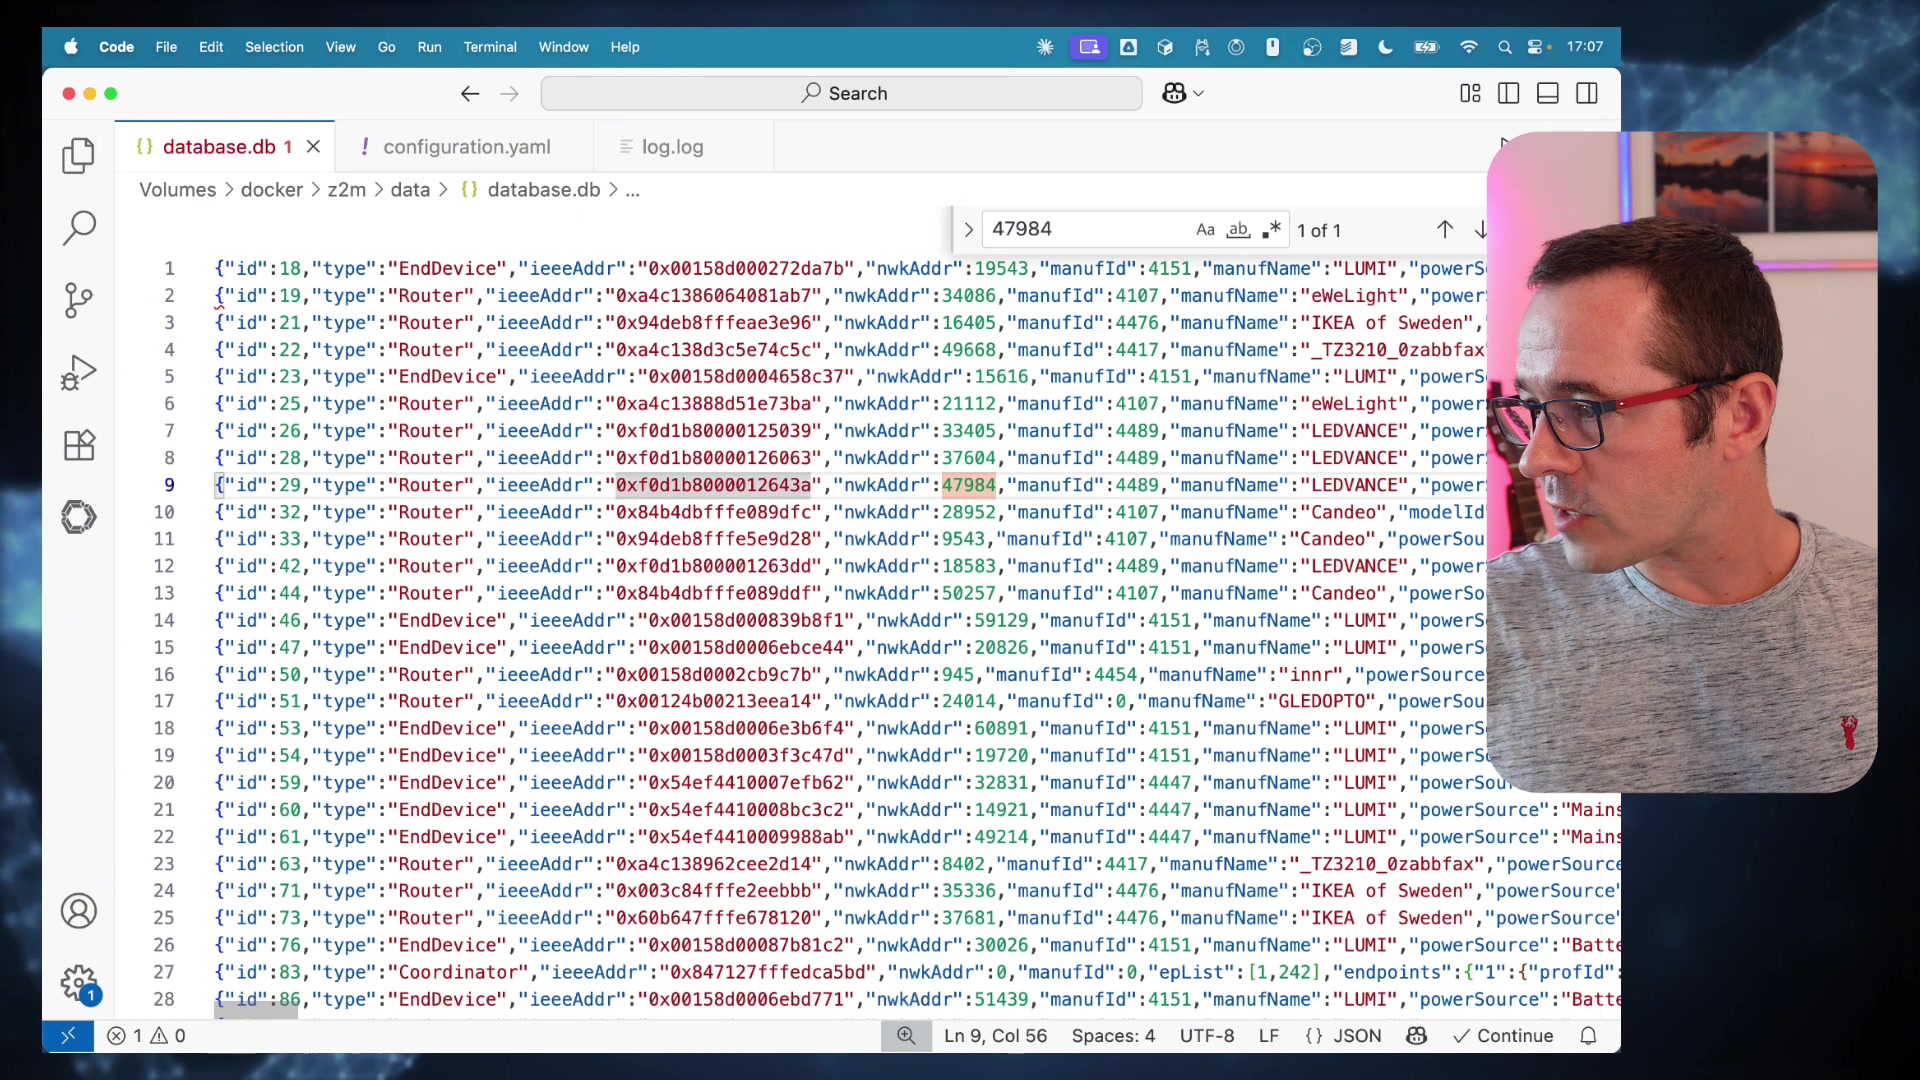 Code File Edit Selection View Go Run Terminal Window Help 17:07
Search
database.db 1 configuration.yaml log.log
Volumes > docker > z2m > data > {} database.db > ...
47984 Aa ab 1 of 1
1 {"id":18,"type":"EndDevice","ieeeAddr":"0x00158d000272da7b","nwkAddr":19543,"manufId":4151,"manufName":"LUMI","powerS
2 {"id":19,"type":"Router","ieeeAddr":"0xa4c1386064081ab7","nwkAddr":34086,"manufId":4107,"manufName":"eWeLight","power
3 {"id":21,"type":"Router","ieeeAddr":"0x94deb8fffeae3e96","nwkAddr":16405,"manufId":4476,"manufName":"IKEA of Sweden",
4 {"id":22,"type":"Router","ieeeAddr":"0xa4c138d3c5e74c5c","nwkAddr":49668,"manufId":4417,"manufName":"_TZ3210_0zabbfax
5 {"id":23,"type":"EndDevice","ieeeAddr":"0x00158d0004658c37","nwkAddr":15616,"manufId":4151,"manufName":"LUMI","powerS
6 {"id":25,"type":"Router","ieeeAddr":"0xa4c13888d51e73ba","nwkAddr":21112,"manufId":4107,"manufName":"eWeLight","power
7 {"id":26,"type":"Router","ieeeAddr":"0xf0d1b80000125039","nwkAddr":33405,"manufId":4489,"manufName":"LEDVANCE","power
8 {"id":28,"type":"Router","ieeeAddr":"0xf0d1b80000126063","nwkAddr":37604,"manufId":4489,"manufName":"LEDVANCE","power
9 {"id":29,"type":"Router","ieeeAddr":"0xf0d1b8000012643a","nwkAddr":47984,"manufId":4489,"manufName":"LEDVANCE","power
10 {"id":32,"type":"Router","ieeeAddr":"0x84b4dbfffe089dfc","nwkAddr":28952,"manufId":4107,"manufName":"Candeo","modelId
11 {"id":33,"type":"Router","ieeeAddr":"0x94deb8fffe5e9d28","nwkAddr":9543,"manufId":4107,"manufName":"Candeo","powerSou
12 {"id":42,"type":"Router","ieeeAddr":"0xf0d1b800001263dd","nwkAddr":18583,"manufId":4489,"manufName":"LEDVANCE","power
13 {"id":44,"type":"Router","ieeeAddr":"0x84b4dbfffe089ddf","nwkAddr":50257,"manufId":4107,"manufName":"Candeo","powerSo
14 {"id":46,"type":"EndDevice","ieeeAddr":"0x00158d000839b8f1","nwkAddr":59129,"manufId":4151,"manufName":"LUMI","powerS
15 {"id":47,"type":"EndDevice","ieeeAddr":"0x00158d0006ebce44","nwkAddr":20826,"manufId":4151,"manufName":"LUMI","powerS
16 {"id":50,"type":"Router","ieeeAddr":"0x00158d0002cb9c7b","nwkAddr":945,"manufId":4454,"manufName":"innr","powerSource
17 {"id":51,"type":"Router","ieeeAddr":"0x00124b00213eea14","nwkAddr":24014,"manufId":0,"manufName":"GLEDOPTO","powerSou
18 {"id":53,"type":"EndDevice","ieeeAddr":"0x00158d0006e3b6f4","nwkAddr":60891,"manufId":4151,"manufName":"LUMI","powerS
19 {"id":54,"type":"EndDevice","ieeeAddr":"0x00158d0003f3c47d","nwkAddr":19720,"manufId":4151,"manufName":"LUMI","powerS
20 {"id":59,"type":"EndDevice","ieeeAddr":"0x54ef4410007efb62","nwkAddr":32831,"manufId":4447,"manufName":"LUMI","powerSou
21 {"id":60,"type":"EndDevice","ieeeAddr":"0x54ef4410008bc3c2","nwkAddr":14921,"manufId":4447,"manufName":"LUMI","powerSource":"Mains
22 {"id":61,"type":"EndDevice","ieeeAddr":"0x54ef4410009988ab","nwkAddr":49214,"manufId":4447,"manufName":"LUMI","powerSource":"Mains
23 {"id":63,"type":"Router","ieeeAddr":"0xa4c138962cee2d14","nwkAddr":8402,"manufId":4417,"manufName":"_TZ3210_0zabbfax","powerSource
24 {"id":71,"type":"Router","ieeeAddr":"0x003c84fffe2eebbb","nwkAddr":35336,"manufId":4476,"manufName":"IKEA of Sweden","powerSource"
25 {"id":73,"type":"Router","ieeeAddr":"0x60b647fffe678120","nwkAddr":37681,"manufId":4476,"manufName":"IKEA of Sweden","powerSource"
26 {"id":76,"type":"EndDevice","ieeeAddr":"0x00158d00087b81c2","nwkAddr":30026,"manufId":4151,"manufName":"LUMI","powerSource":"Batte
27 {"id":83,"type":"Coordinator","ieeeAddr":"0x847127fffedca5bd","nwkAddr":0,"manufId":0,"epList":[1,242],"endpoints":{"1":{"profId":
28 {"id":86,"type":"EndDevice","ieeeAddr":"0x00158d0006ebd771","nwkAddr":51439,"manufId":4151,"manufName":"LUMI","powerSource":"Batte
1
1 0 Ln 9, Col 56 Spaces: 4 UTF-8 LF {} JSON Continue